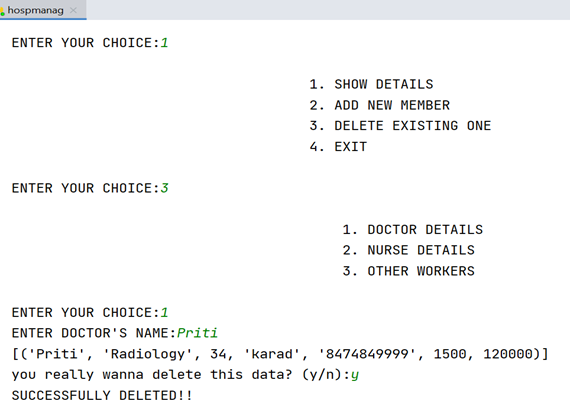 hospmanag
ENTER YOUR CHOICE:1
1. SHOW DETAILS
2. ADD NEW MEMBER
3. DELETE EXISTING ONE
4. EXIT
ENTER YOUR CHOICE:3
1. DOCTOR DETAILS
2. NURSE DETAILS
3. OTHER WORKERS
ENTER YOUR CHOICE:1
ENTER DOCTOR'S NAME:Priti
[('Priti', 'Radiology', 34, 'karad', '8474849999', 1500, 120000)]
you really wanna delete this data? (y/n):y
SUCCESSFULLY DELETED!!